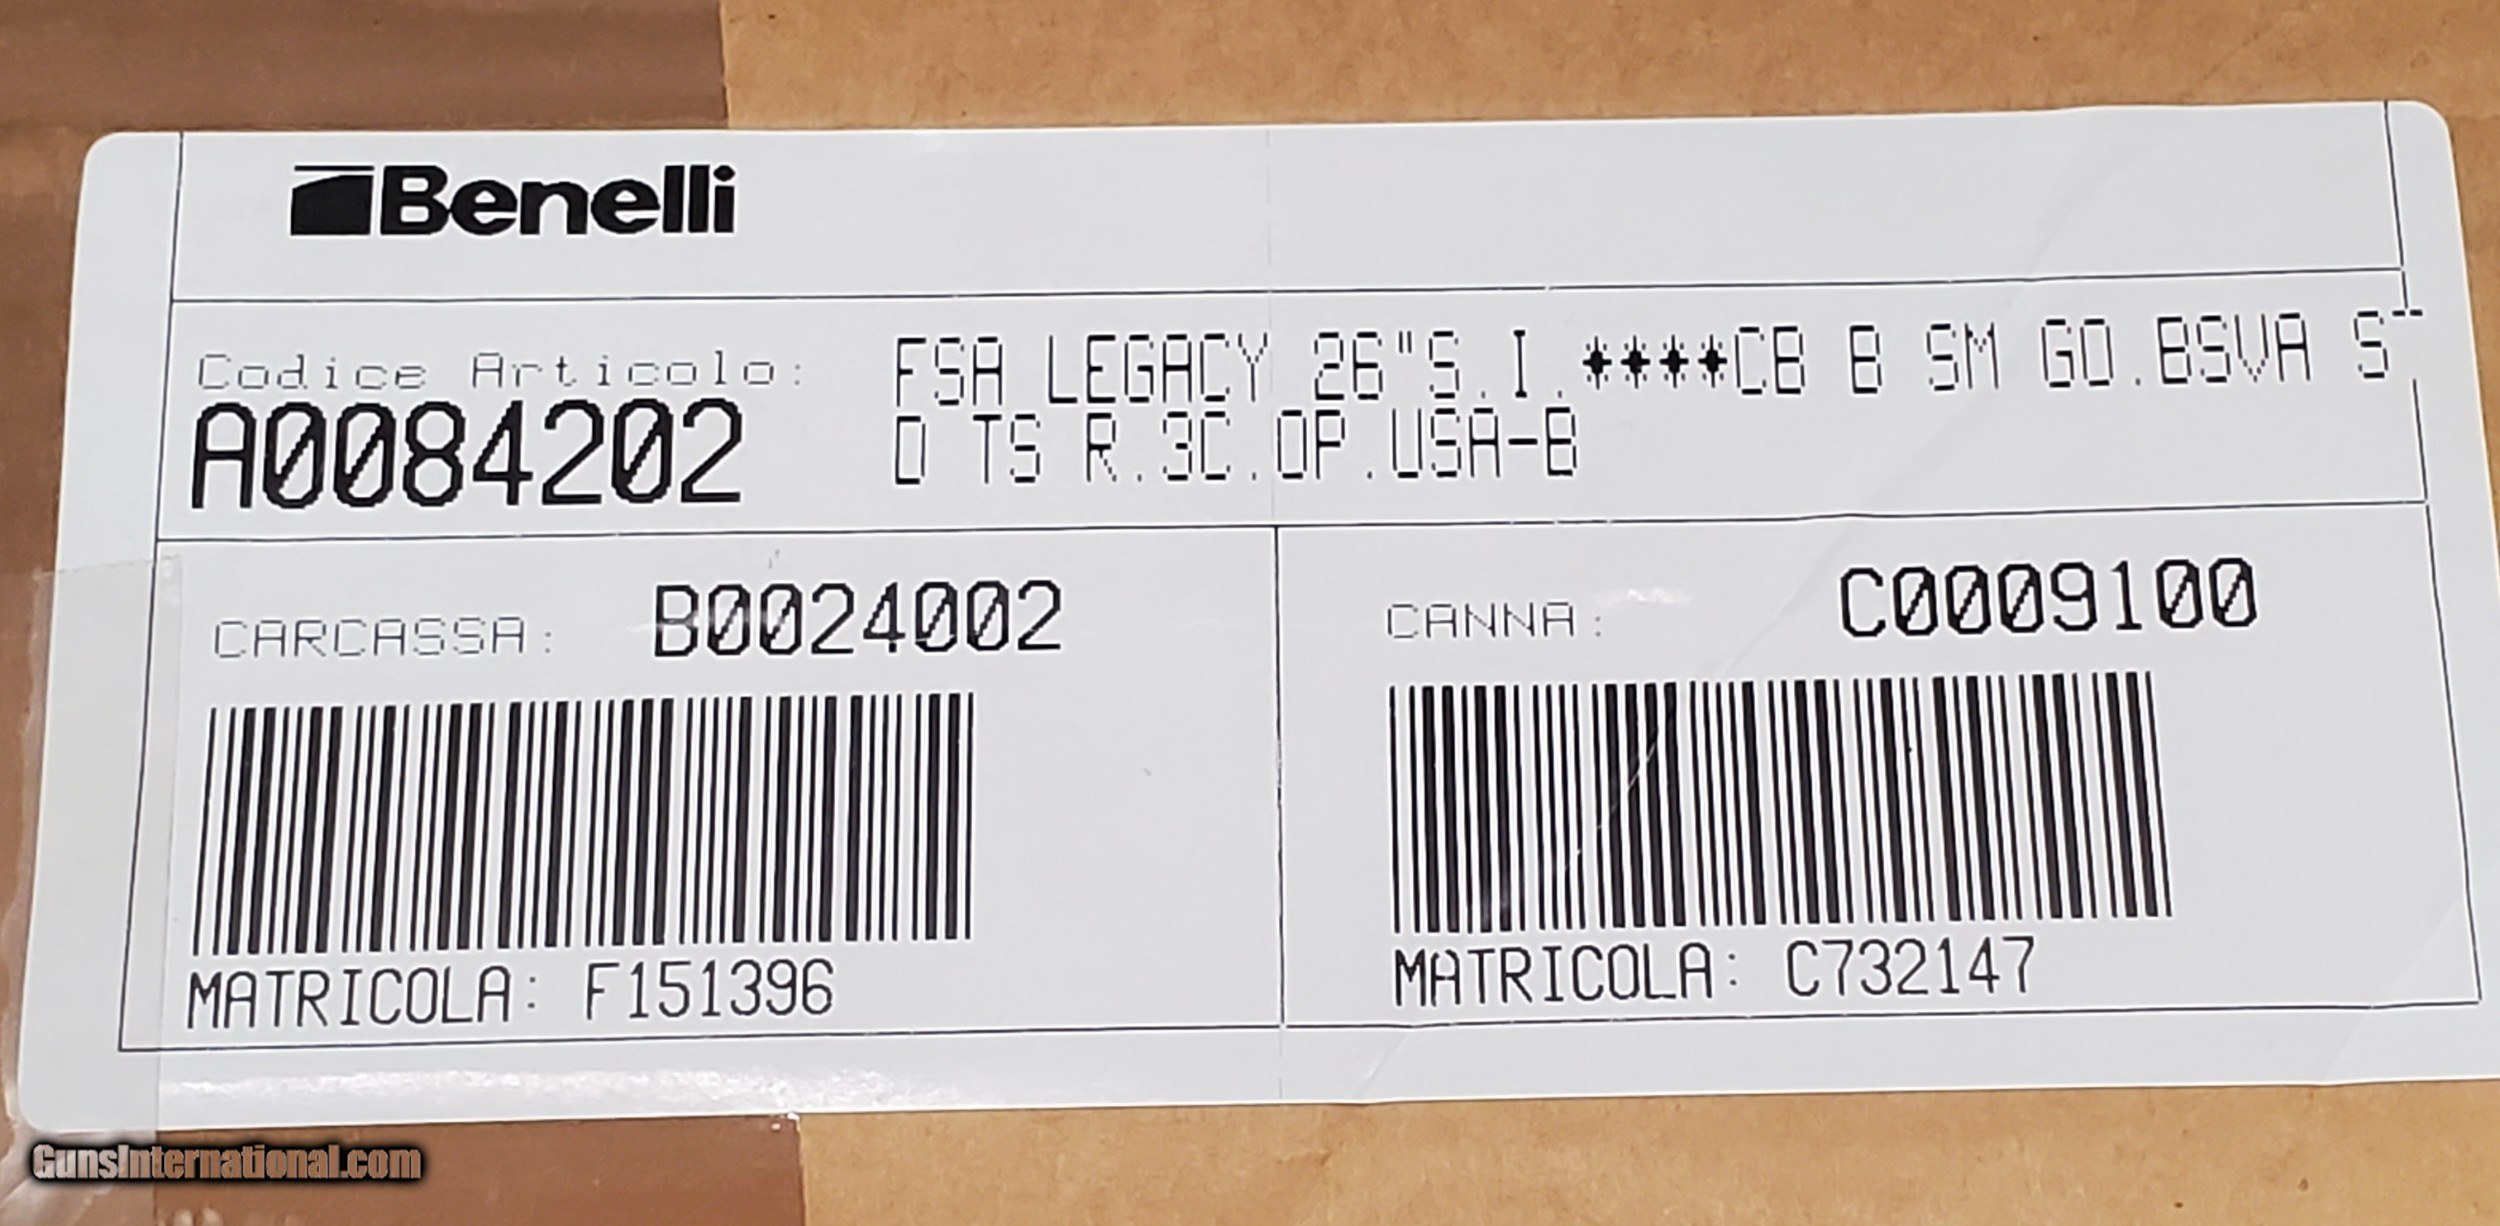 Benelli
Codice Articolo:
A0084202
FSA LEGACY 26"S.I.****CB B SM GO.BSVA S
D TS R.3C.OP.USA-B
CARCASSA: B0024002
MATRICOLA: F151396
CANNA: C0009100
MATRICOLA: C732147
GunsInternational.com